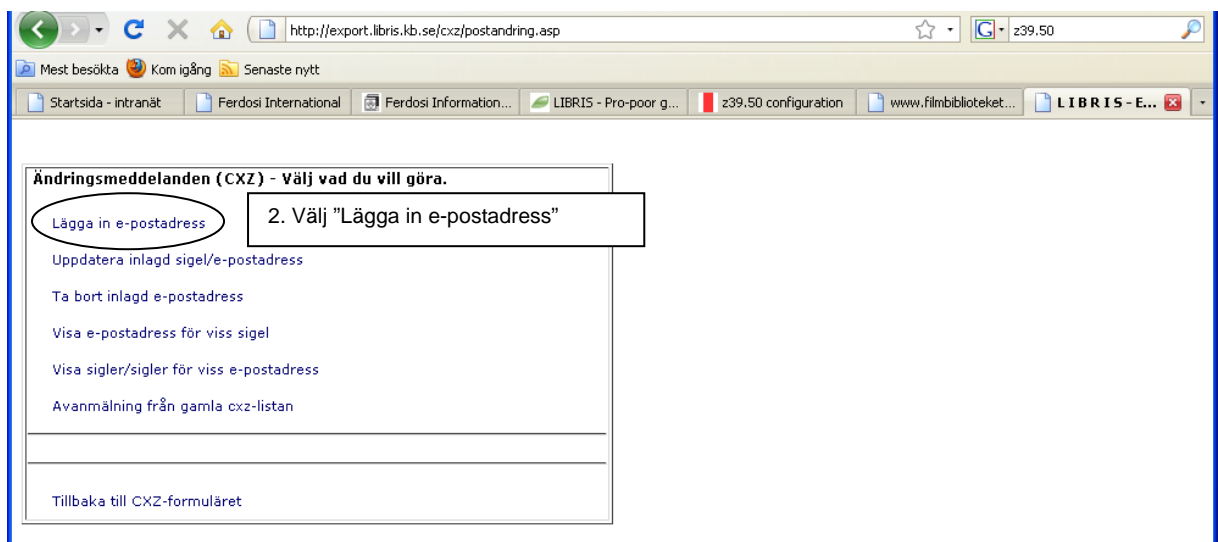 http://export.libris.kb.se/cxz/postandring.asp
G
z39.50
Mest besökta Kom igång Senaste nytt
Startsida - intranät
Ferdosi International
Ferdosi Information...
LIBRIS - Pro-poor g...
z39.50 configuration
www.filmbiblioteket...
L I B R I S - E...
Ändringsmeddelanden (CXZ) - Välj vad du vill göra.
Lägga in e-postadress
2. Välj ”Lägga in e-postadress”
Uppdatera inlagd sigel/e-postadress
Ta bort inlagd e-postadress
Visa e-postadress för viss sigel
Visa sigler/sigler för viss e-postadress
Avanmälning från gamla cxz-listan
Tillbaka till CXZ-formuläret